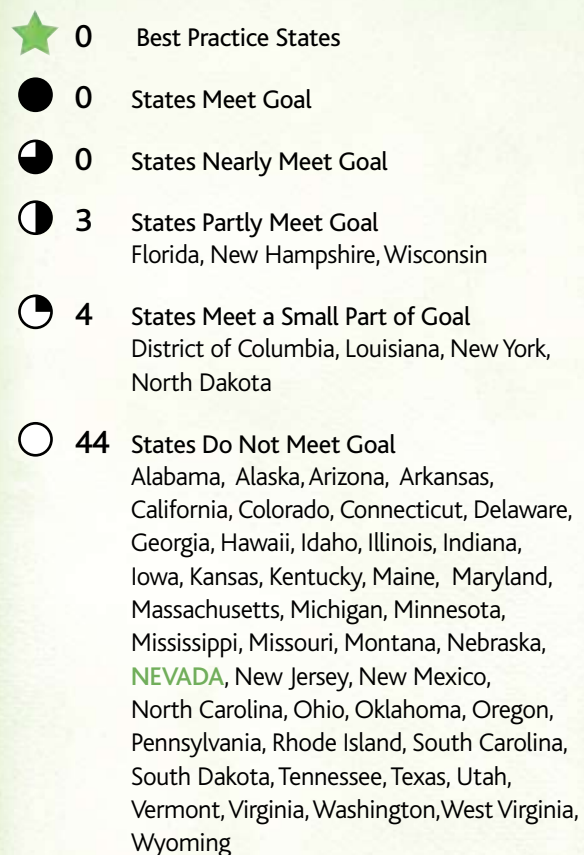 0 Best Practice States
0 States Meet Goal
0 States Nearly Meet Goal
3 States Partly Meet Goal
Florida, New Hampshire, Wisconsin
4 States Meet a Small Part of Goal
District of Columbia, Louisiana, New York,
North Dakota
44 States Do Not Meet Goal
Alabama, Alaska, Arizona, Arkansas,
California, Colorado, Connecticut, Delaware,
Georgia, Hawaii, Idaho, Illinois, Indiana,
Iowa, Kansas, Kentucky, Maine, Maryland,
Massachusetts, Michigan, Minnesota,
Mississippi, Missouri, Montana, Nebraska,
NEVADA, New Jersey, New Mexico,
North Carolina, Ohio, Oklahoma, Oregon,
Pennsylvania, Rhode Island, South Carolina,
South Dakota, Tennessee, Texas, Utah,
Vermont, Virginia, Washington,West Virginia,
Wyoming